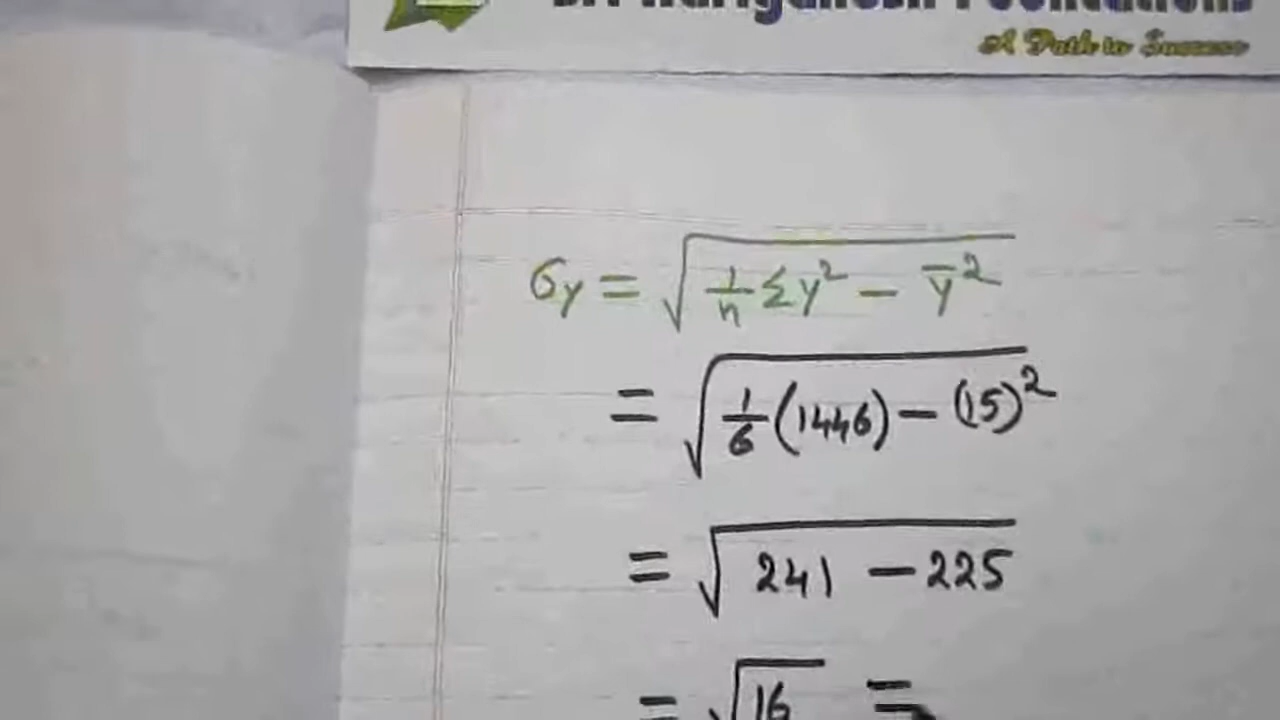 A Path to Success
σy = √(1/n Σy² − ȳ²)
= √(1/6 (1446) − (15)²)
= √(241 − 225)
= √16 =